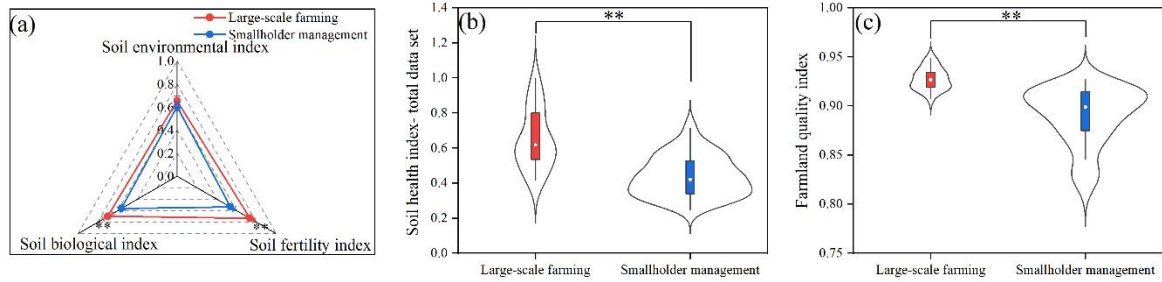 (a)
Large-scale farming
Smallholder management
Soil environmental index
1.0
0.8
0.6
0.4
0.2
0.0
**
**
Soil biological index
Soil fertility index
(b)
**
Soil health index- total data set
1.4
1.2
1.0
0.8
0.6
0.4
0.2
0.0
Large-scale farming
Smallholder management
(c)
**
Farmland quality index
1.00
0.95
0.90
0.85
0.80
0.75
Large-scale farming
Smallholder management